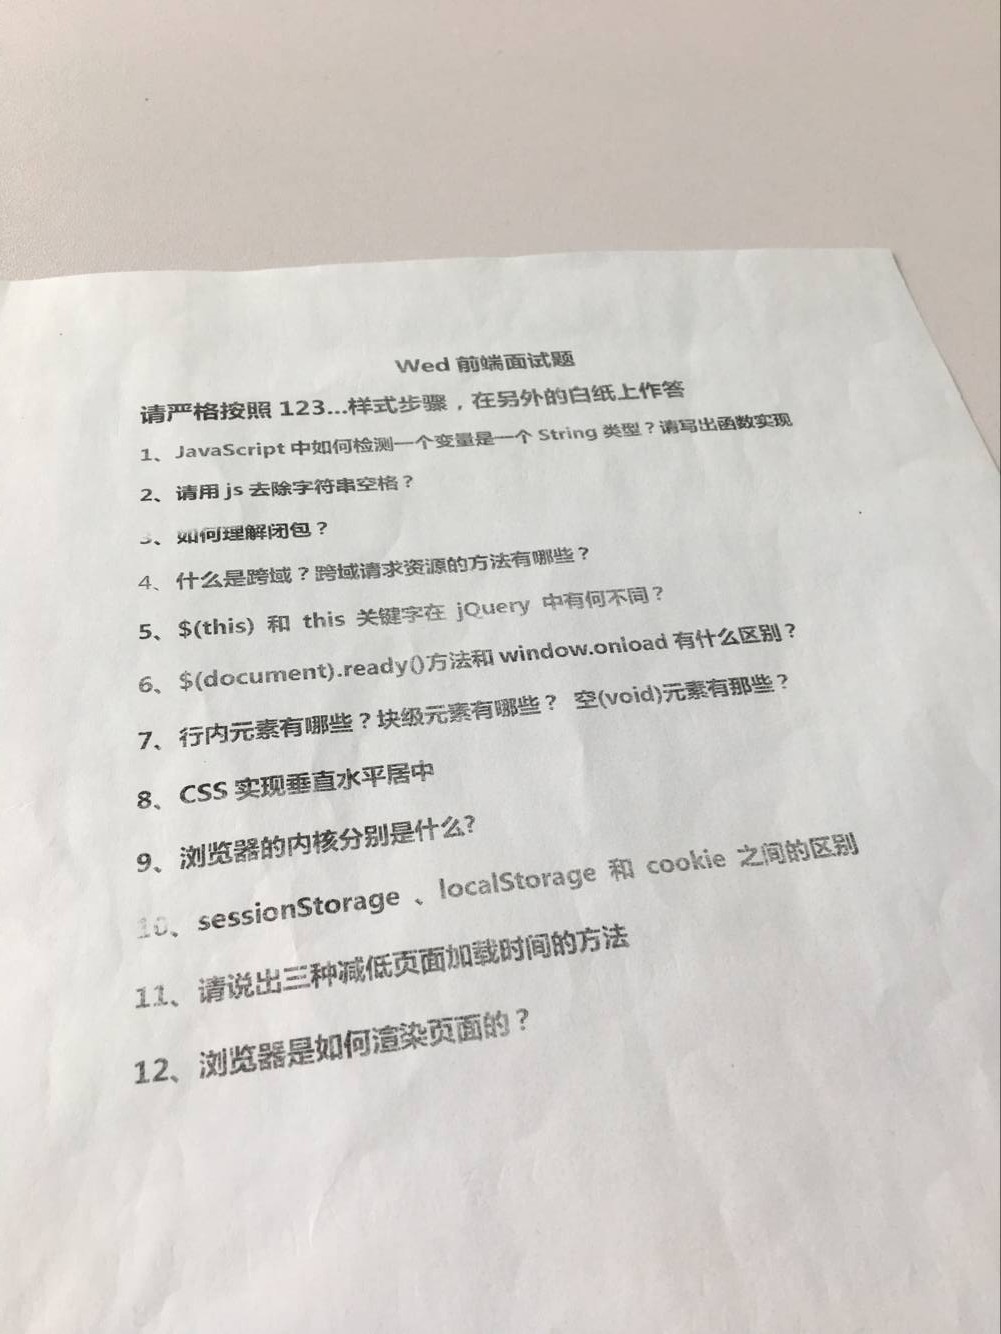 Wed 前端面试题
请严格按照 123...样式步骤，在另外的白纸上作答
1、JavaScript 中如何检测一个变量是一个 String 类型？请写出函数实现
2、请用 js 去除字符串空格？
3、如何理解闭包？
4、什么是跨域？跨域请求资源的方法有哪些？
5、$(this) 和 this 关键字在 jQuery 中有何不同？
6、$(document).ready()方法和 window.onload 有什么区别？
7、行内元素有哪些？块级元素有哪些？ 空(void)元素有那些？
8、CSS 实现垂直水平居中
9、浏览器的内核分别是什么?
10、sessionStorage 、localStorage 和 cookie 之间的区别
11、请说出三种减低页面加载时间的方法
12、浏览器是如何渲染页面的？